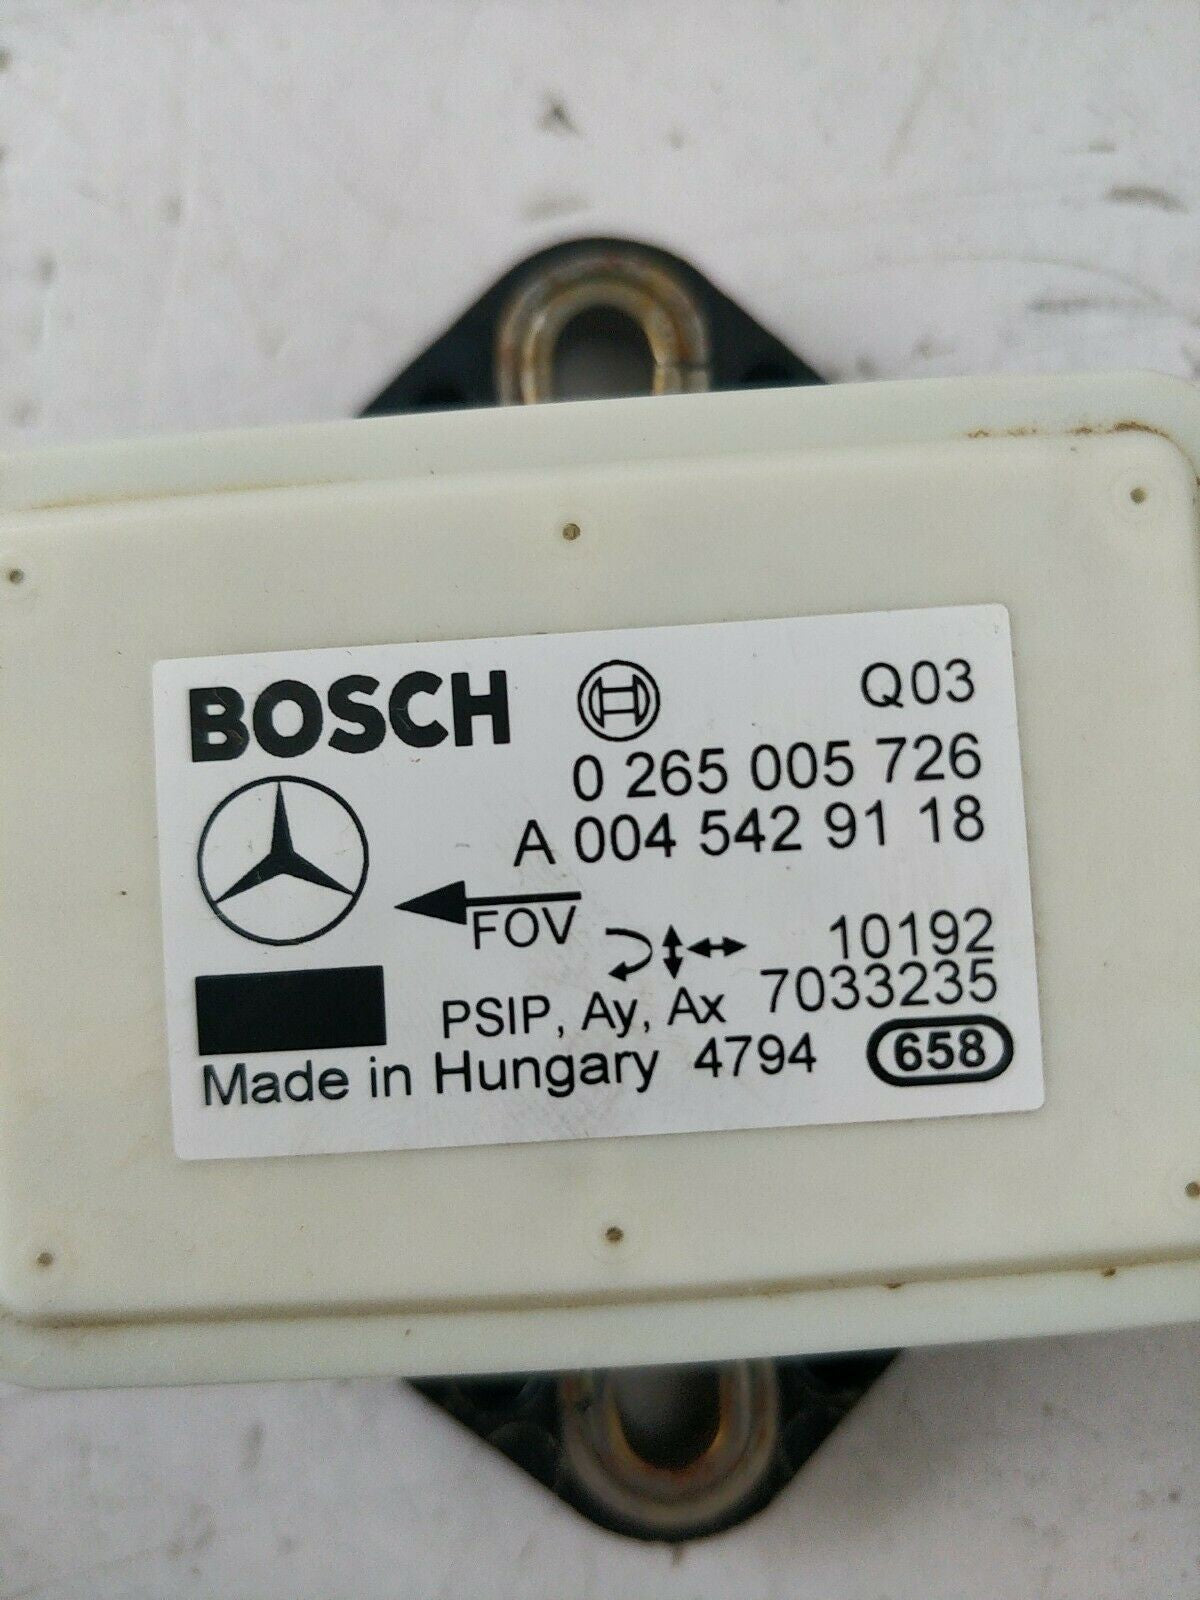 BOSCH Q03
0 265 005 726
A 004 542 91 18
FOV
10192
PSIP, Ay, Ax 7033235
Made in Hungary 4794 658